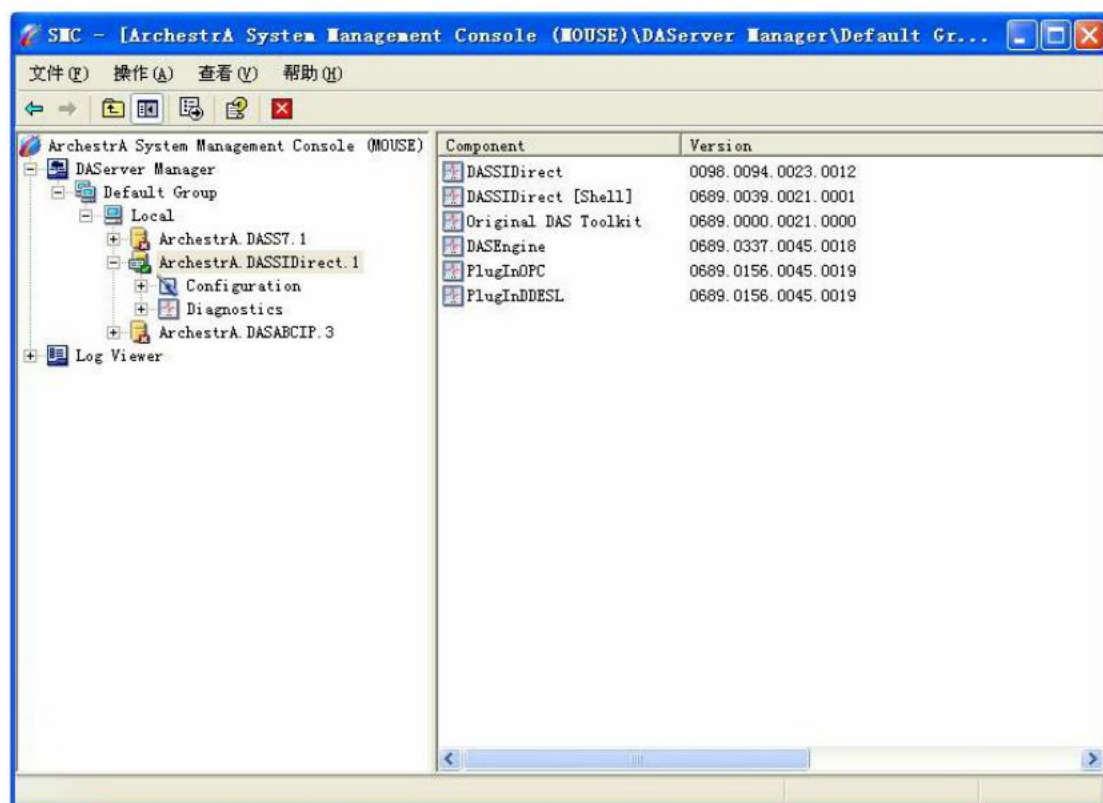 SMC - [ArchestrA System Management Console (MOUSE)\DAServer Manager\Default Gr...
文件(F) 操作(A) 查看(V) 帮助(H)
ArchestrA System Management Console (MOUSE)
DAServer Manager
Default Group
Local
ArchestrA.DASS7.1
ArchestrA.DASSIDirect.1
Configuration
Diagnostics
ArchestrA.DASABCIP.3
Log Viewer
Component Version
DASSIDirect 0098.0094.0023.0012
DASSIDirect [Shell] 0689.0039.0021.0001
Original DAS Toolkit 0689.0000.0021.0000
DASEngine 0689.0337.0045.0018
PlugInOPC 0689.0156.0045.0019
PlugInDDESL 0689.0156.0045.0019